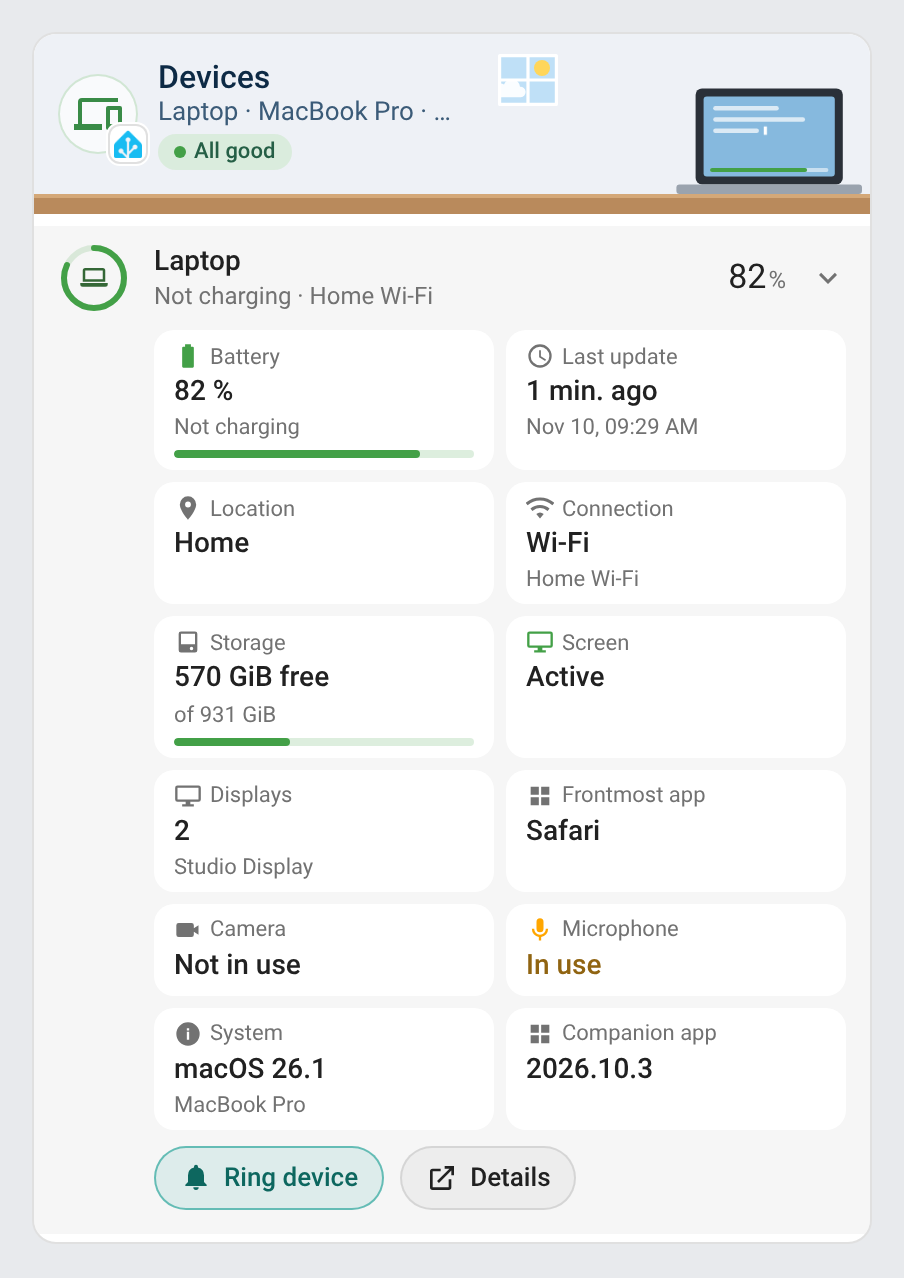 Devices
Laptop · MacBook Pro · ...
All good
Laptop
Not charging · Home Wi-Fi
82%
Battery
82 %
Not charging
Last update
1 min. ago
Nov 10, 09:29 AM
Location
Home
Connection
Wi-Fi
Home Wi-Fi
Storage
570 GiB free
of 931 GiB
Screen
Active
Displays
2
Studio Display
Frontmost app
Safari
Camera
Not in use
Microphone
In use
System
macOS 26.1
MacBook Pro
Companion app
2026.10.3
Ring device
Details